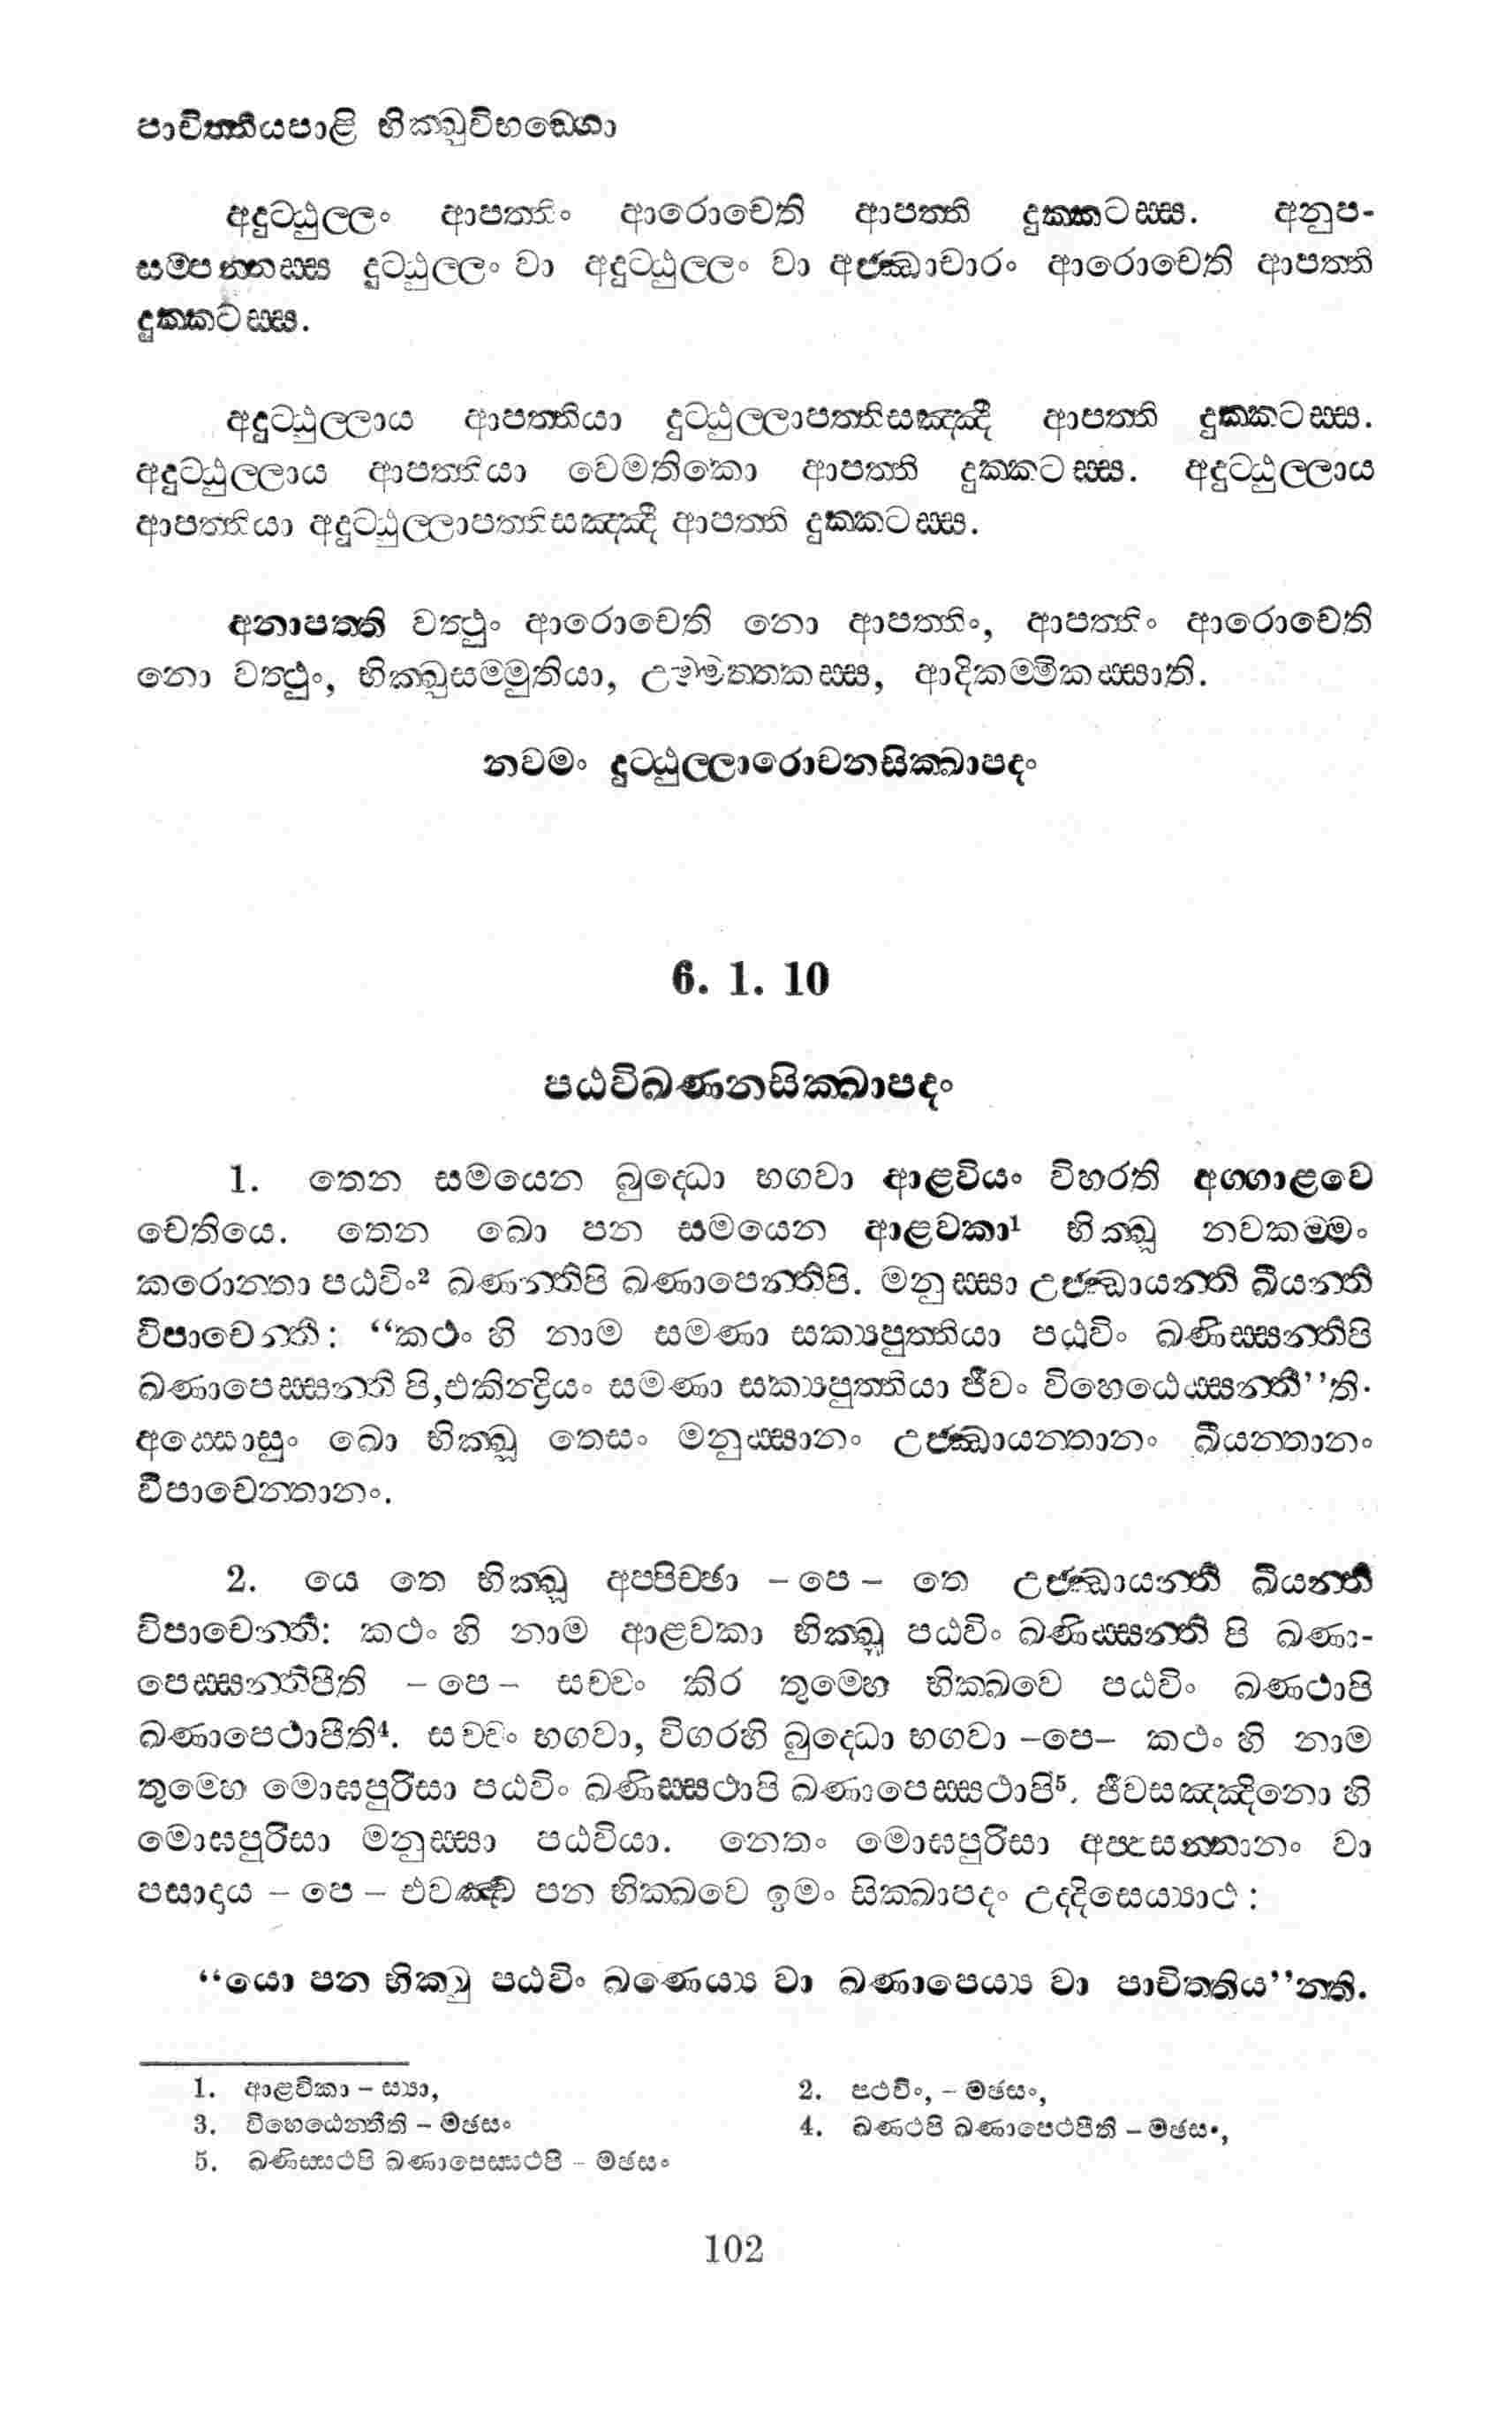 පාචිත්තියපාළි භික්ඛුවිභඞ්ගො
අදුට්ඨුල්ලං ආපත්තිං ආරොචෙති ආපත්ති දුක්කටස්ස. අනුප-
සම්පන්නස්ස දුට්ඨුල්ලං වා අදුට්ඨුල්ලං වා අජ්ඣාචාරං ආරොචෙති ආපත්ති
දුක්කටස්ස.
අදුට්ඨුල්ලාය ආපත්තියා දුට්ඨුල්ලාපත්තිසඤ්ඤී ආපත්ති දුක්කටස්ස.
අදුට්ඨුල්ලාය ආපත්තියා වෙමතිකො ආපත්ති දුක්කටස්ස. අදුට්ඨුල්ලාය
ආපත්තියා අදුට්ඨුල්ලාපත්තිසඤ්ඤී ආපත්ති දුක්කටස්ස.
අනාපත්ති වත්ථුං ආරොචෙති නො ආපත්තිං, ආපත්තිං ආරොචෙති
නො වත්ථුං, භික්ඛුසම්මුතියා, උම්මත්තකස්ස, ආදිකම්මිකස්සාති.
නවමං දුට්ඨුල්ලාරොචනසික්ඛාපදං
6. 1. 10
පඨවිඛණනසික්ඛාපදං
1. තෙන සමයෙන බුද්ධො භගවා ආළවියං විහරති අග්ගාළවෙ
චෙතියෙ. තෙන ඛො පන සමයෙන ආළවකා¹ භික්ඛූ නවකම්මං
කරොන්තා පඨවිං² ඛණන්තිපි ඛණාපෙන්තිපි. මනුස්සා උජ්ඣායන්ති ඛීයන්ති
විපාචෙන්ති: “කථං හි නාම සමණා සක්‍යපුත්තියා පඨවිං ඛණිස්සන්තිපි
ඛණාපෙස්සන්ති පි,එකින්ද්‍රියං සමණා සක්‍යපුත්තියා ජීවං විහෙඨෙස්සන්තී’’ති.
අස්සොසුං ඛො භික්ඛූ තෙසං මනුස්සානං උජ්ඣායන්තානං ඛීයන්තානං
විපාචෙන්තානං.
2. යෙ තෙ භික්ඛූ අප්පිච්ඡා – පෙ – තෙ උජ්ඣායන්ති ඛියන්ති
විපාචෙන්ති: කථං හි නාම ආළවකා භික්ඛූ පඨවිං ඛණිස්සන්ති පි ඛණා-
පෙස්සන්තිපීති – පෙ – සච්චං කිර තුම්හෙ භික්ඛවෙ පඨවිං ඛණථාපි
ඛණාපෙථාපීති⁴. සච්චං භගවා, විගරහි බුද්ධො භගවා –පෙ– කථං හි නාම
තුම්හෙ මොඝපුරිසා පඨවිං ඛණිස්සථාපි ඛණාපෙස්සථාපි⁵. ජීවසඤ්ඤිනො හි
මොඝපුරිසා මනුස්සා පඨවියා. නෙතං මොඝපුරිසා අප්පසන්නානං වා
පසාදාය – පෙ – එවඤ්ච පන භික්ඛවෙ ඉමං සික්ඛාපදං උද්දිසෙය්‍යාථ :
“යො පන භික්ඛු පඨවිං ඛණෙය්‍ය වා ඛණාපෙය්‍ය වා පාචිත්තිය’’න්ති.
1. ආළවිකා – ස්‍යා, 2. පථවිං, – මඡසං,
3. විහෙඨෙන්තීති – මඡසං 4. ඛණථපි ඛණාපෙථපීති – මඡසං,
5. ඛණිස්සථපි ඛණාපෙස්සථපි – මඡසං
102